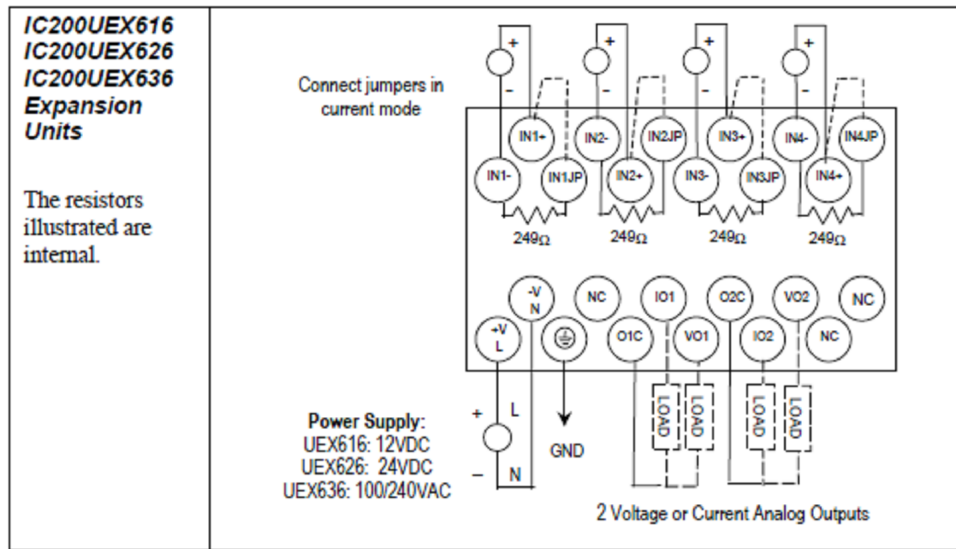 IC200UEX616
IC200UEX626
IC200UEX636
Expansion
Units
The resistors
illustrated are
internal.
Connect jumpers in
current mode
+ + + +
- - - -
IN1+ IN2- IN2JP IN3+ IN4- IN4JP
IN1- IN1JP IN2+ IN3- IN3JP IN4+
249Ω 249Ω 249Ω 249Ω
-V
N
NC IO1 O2C VO2 NC
+V
L
O1C VO1 IO2 NC
LOAD LOAD LOAD LOAD
+ L
– N
GND
Power Supply:
UEX616: 12VDC
UEX626: 24VDC
UEX636: 100/240VAC
2 Voltage or Current Analog Outputs